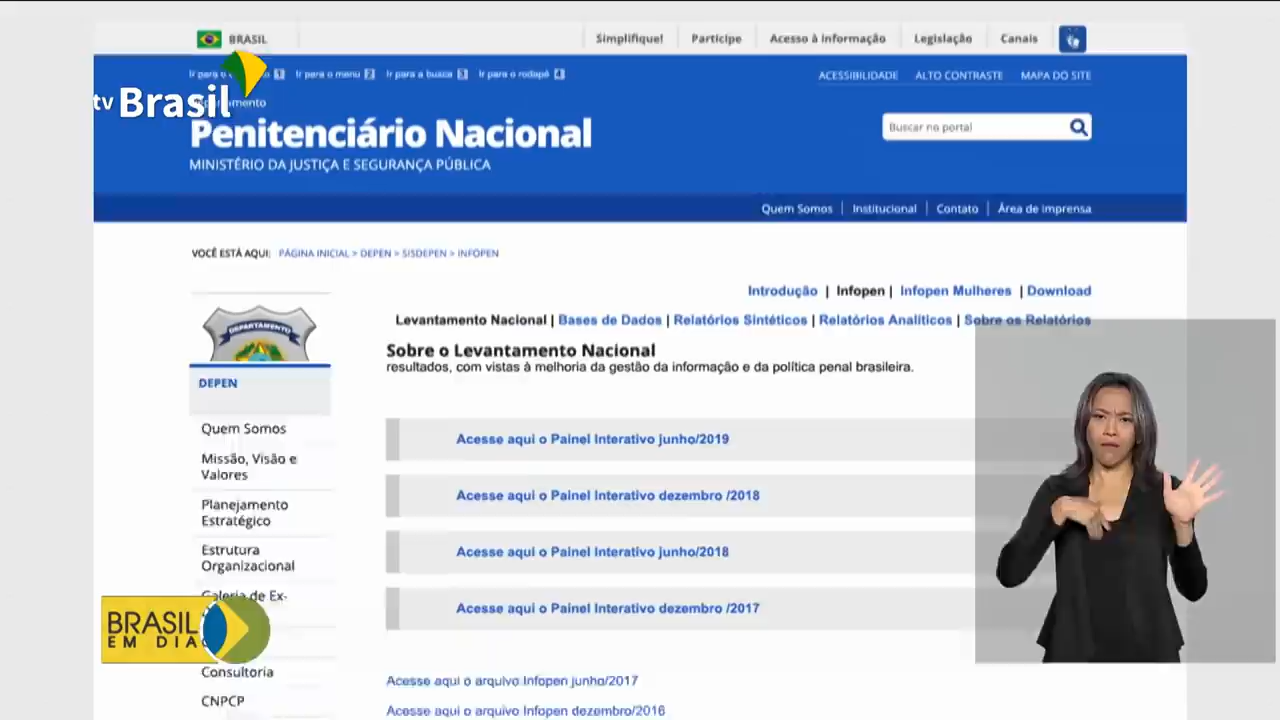 BRASIL
Simplifique!
Participe
Acesso à informação
Legislação
Canais
Ir para o
1
Ir para o menu 2
Ir para a busca 3
Ir para o rodapé 4
ACESSIBILIDADE
ALTO CONTRASTE
MAPA DO SITE
tv Brasil
Penitenciário Nacional
MINISTÉRIO DA JUSTIÇA E SEGURANÇA PÚBLICA
Buscar no portal
Quem Somos
Institucional
Contato
Área de imprensa
VOCÊ ESTÁ AQUI: PÁGINA INICIAL > DEPEN > SISDEPEN > INFOPEN
Introdução | Infopen | Infopen Mulheres | Download
Levantamento Nacional | Bases de Dados | Relatórios Sintéticos | Relatórios Analíticos | Sobre os Relatórios
Sobre o Levantamento Nacional
resultados, com vistas à melhoria da gestão da informação e da política penal brasileira.
DEPARTAMENTO
DEPEN
Quem Somos
Missão, Visão e
Valores
Planejamento
Estratégico
Estrutura
Organizacional
Galeria de Ex-
Consultoria
CNPCP
Acesse aqui o Painel Interativo junho/2019
Acesse aqui o Painel Interativo dezembro /2018
Acesse aqui o Painel Interativo junho/2018
Acesse aqui o Painel Interativo dezembro /2017
Acesse aqui o arquivo Infopen junho/2017
Acesse aqui o arquivo Infopen dezembro/2016
BRASIL
EM DIA